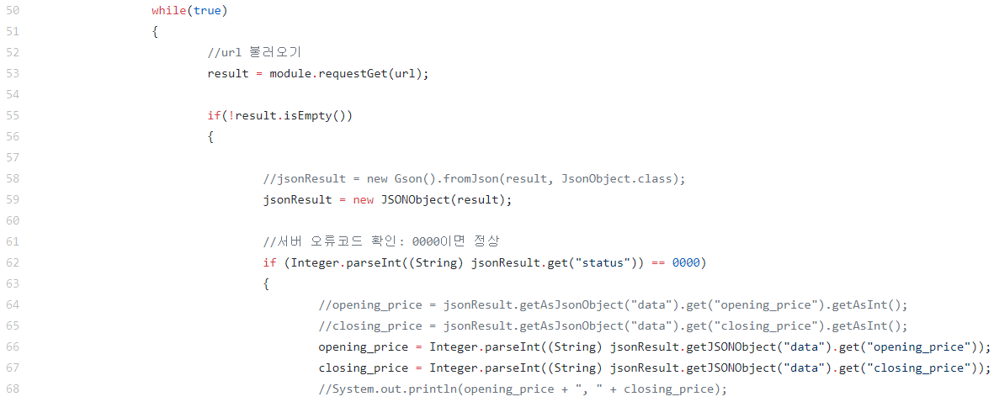 50 while(true)
51 {
52 //url 불러오기
53 result = module.requestGet(url);
54
55 if(!result.isEmpty())
56 {
57
58 //jsonResult = new Gson().fromJson(result, JsonObject.class);
59 jsonResult = new JSONObject(result);
60
61 //서버 오류코드 확인: 0000이면 정상
62 if (Integer.parseInt((String) jsonResult.get("status")) == 0000)
63 {
64 //opening_price = jsonResult.getAsJsonObject("data").get("opening_price").getAsInt();
65 //closing_price = jsonResult.getAsJsonObject("data").get("closing_price").getAsInt();
66 opening_price = Integer.parseInt((String) jsonResult.getJSONObject("data").get("opening_price"));
67 closing_price = Integer.parseInt((String) jsonResult.getJSONObject("data").get("closing_price"));
68 //System.out.println(opening_price + ", " + closing_price);